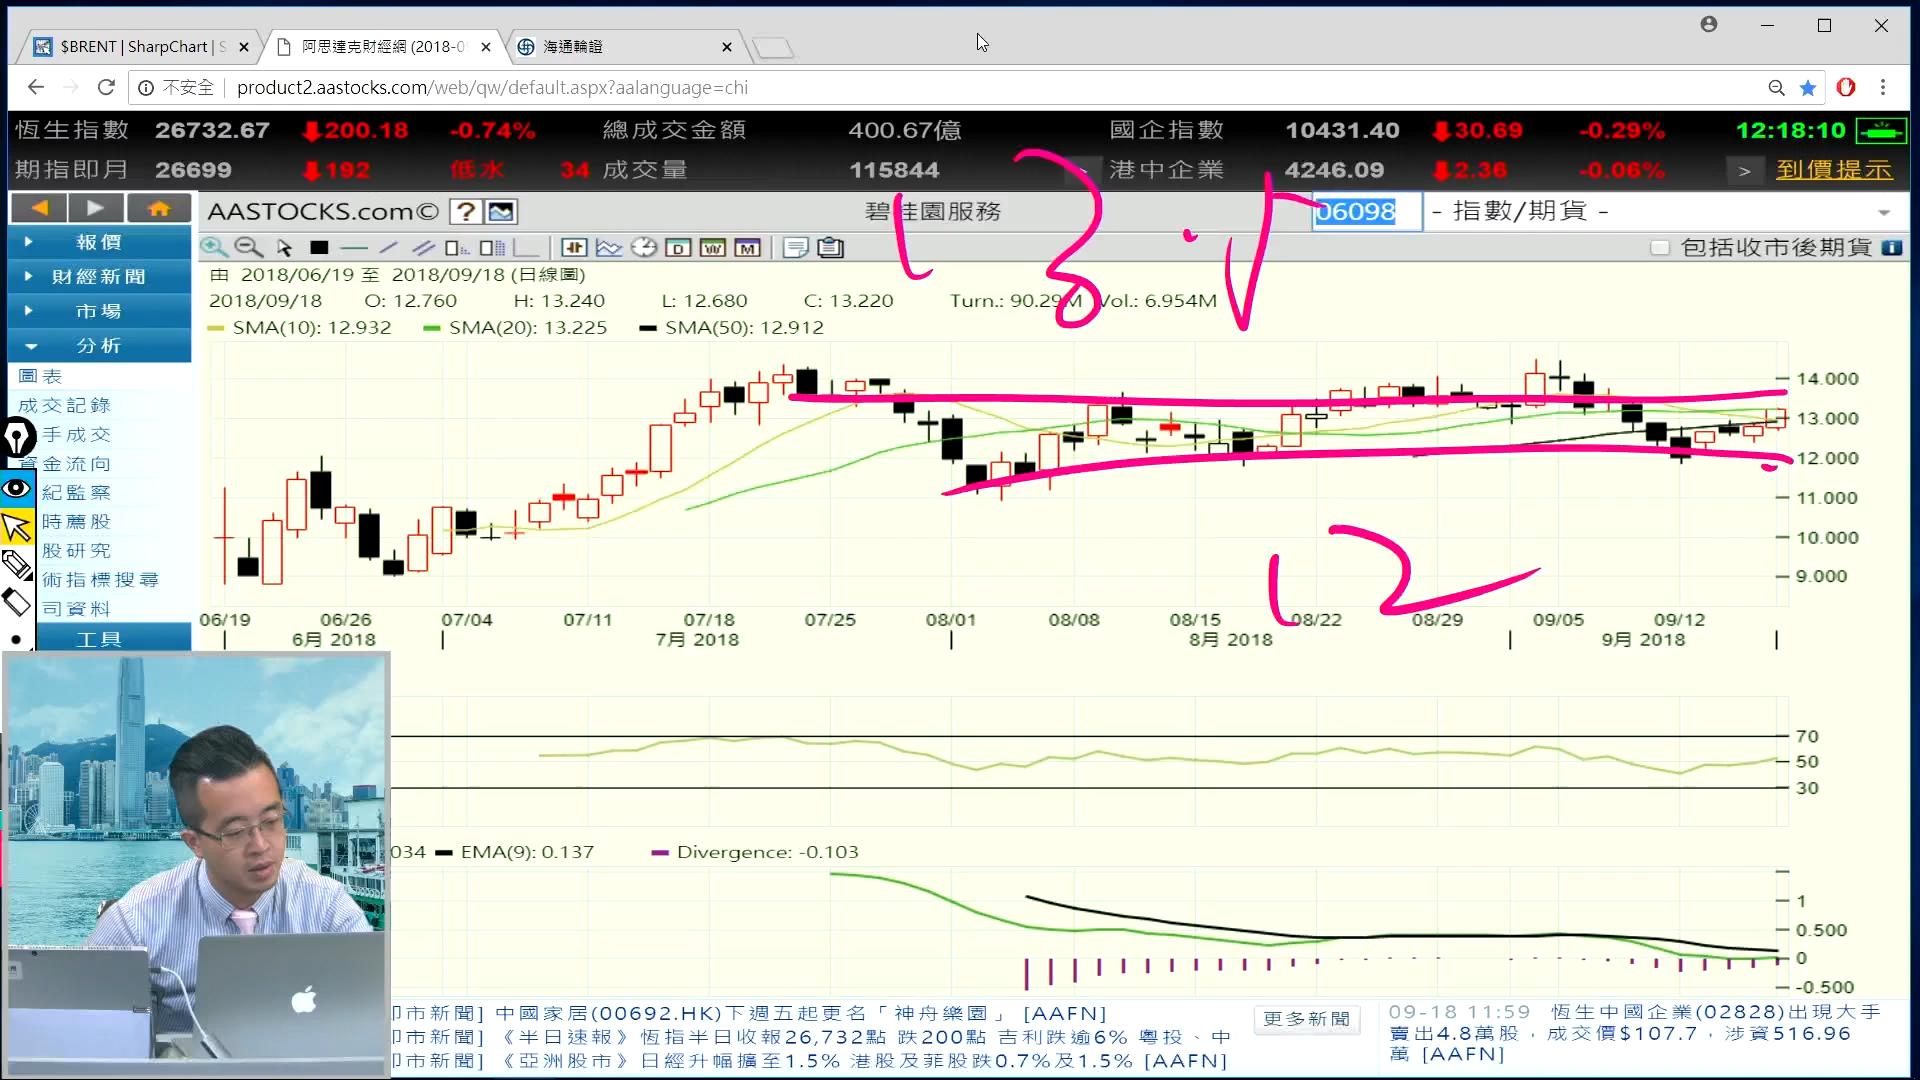 $BRENT | SharpChart | S
阿思達克財經網 (2018-0
海通輪證
不安全 product2.aastocks.com/web/qw/default.aspx?aalanguage=chi
恆生指數 26732.67 200.18 -0.74% 總成交金額 400.67億 國企指數 10431.40 30.69 -0.29% 12:18:10
期指即月 26699 192 低水 34 成交量 115844 > 港中企業 4246.09 2.36 -0.06% > 到價提示
AASTOCKS.com© ? 碧桂園服務 06098 - 指數/期貨 -
包括收市後期貨
13.5
報價
財經新聞
市場
分析
圖表
成交記錄
手成交
資金流向
紀監察
時薦股
股研究
術指標搜尋
司資料
工具
D W M
由 2018/06/19 至 2018/09/18 (日線圖)
2018/09/18 O: 12.760 H: 13.240 L: 12.680 C: 13.220 Turn.: 90.29M Vol.: 6.954M
SMA(10): 12.932 SMA(20): 13.225 SMA(50): 12.912
14.000
13.000
12.000
11.000
10.000
9.000
12
06/19 06/26 07/04 07/11 07/18 07/25 08/01 08/08 08/15 08/22 08/29 09/05 09/12
6月 2018 7月 2018 8月 2018 9月 2018
70
50
30
034 EMA(9): 0.137 Divergence: -0.103
1
0.500
0
-0.500
即市新聞] 中國家居(00692.HK)下週五起更名「神舟樂園」 [AAFN]
即市新聞] 《半日速報》恆指半日收報26,732點 跌200點 吉利跌逾6% 粵投、中
即市新聞] 《亞洲股市》日經升幅擴至1.5% 港股及菲股跌0.7%及1.5% [AAFN]
更多新聞
09-18 11:59 恆生中國企業(02828)出現大手
賣出4.8萬股，成交價$107.7，涉資516.96
萬 [AAFN]